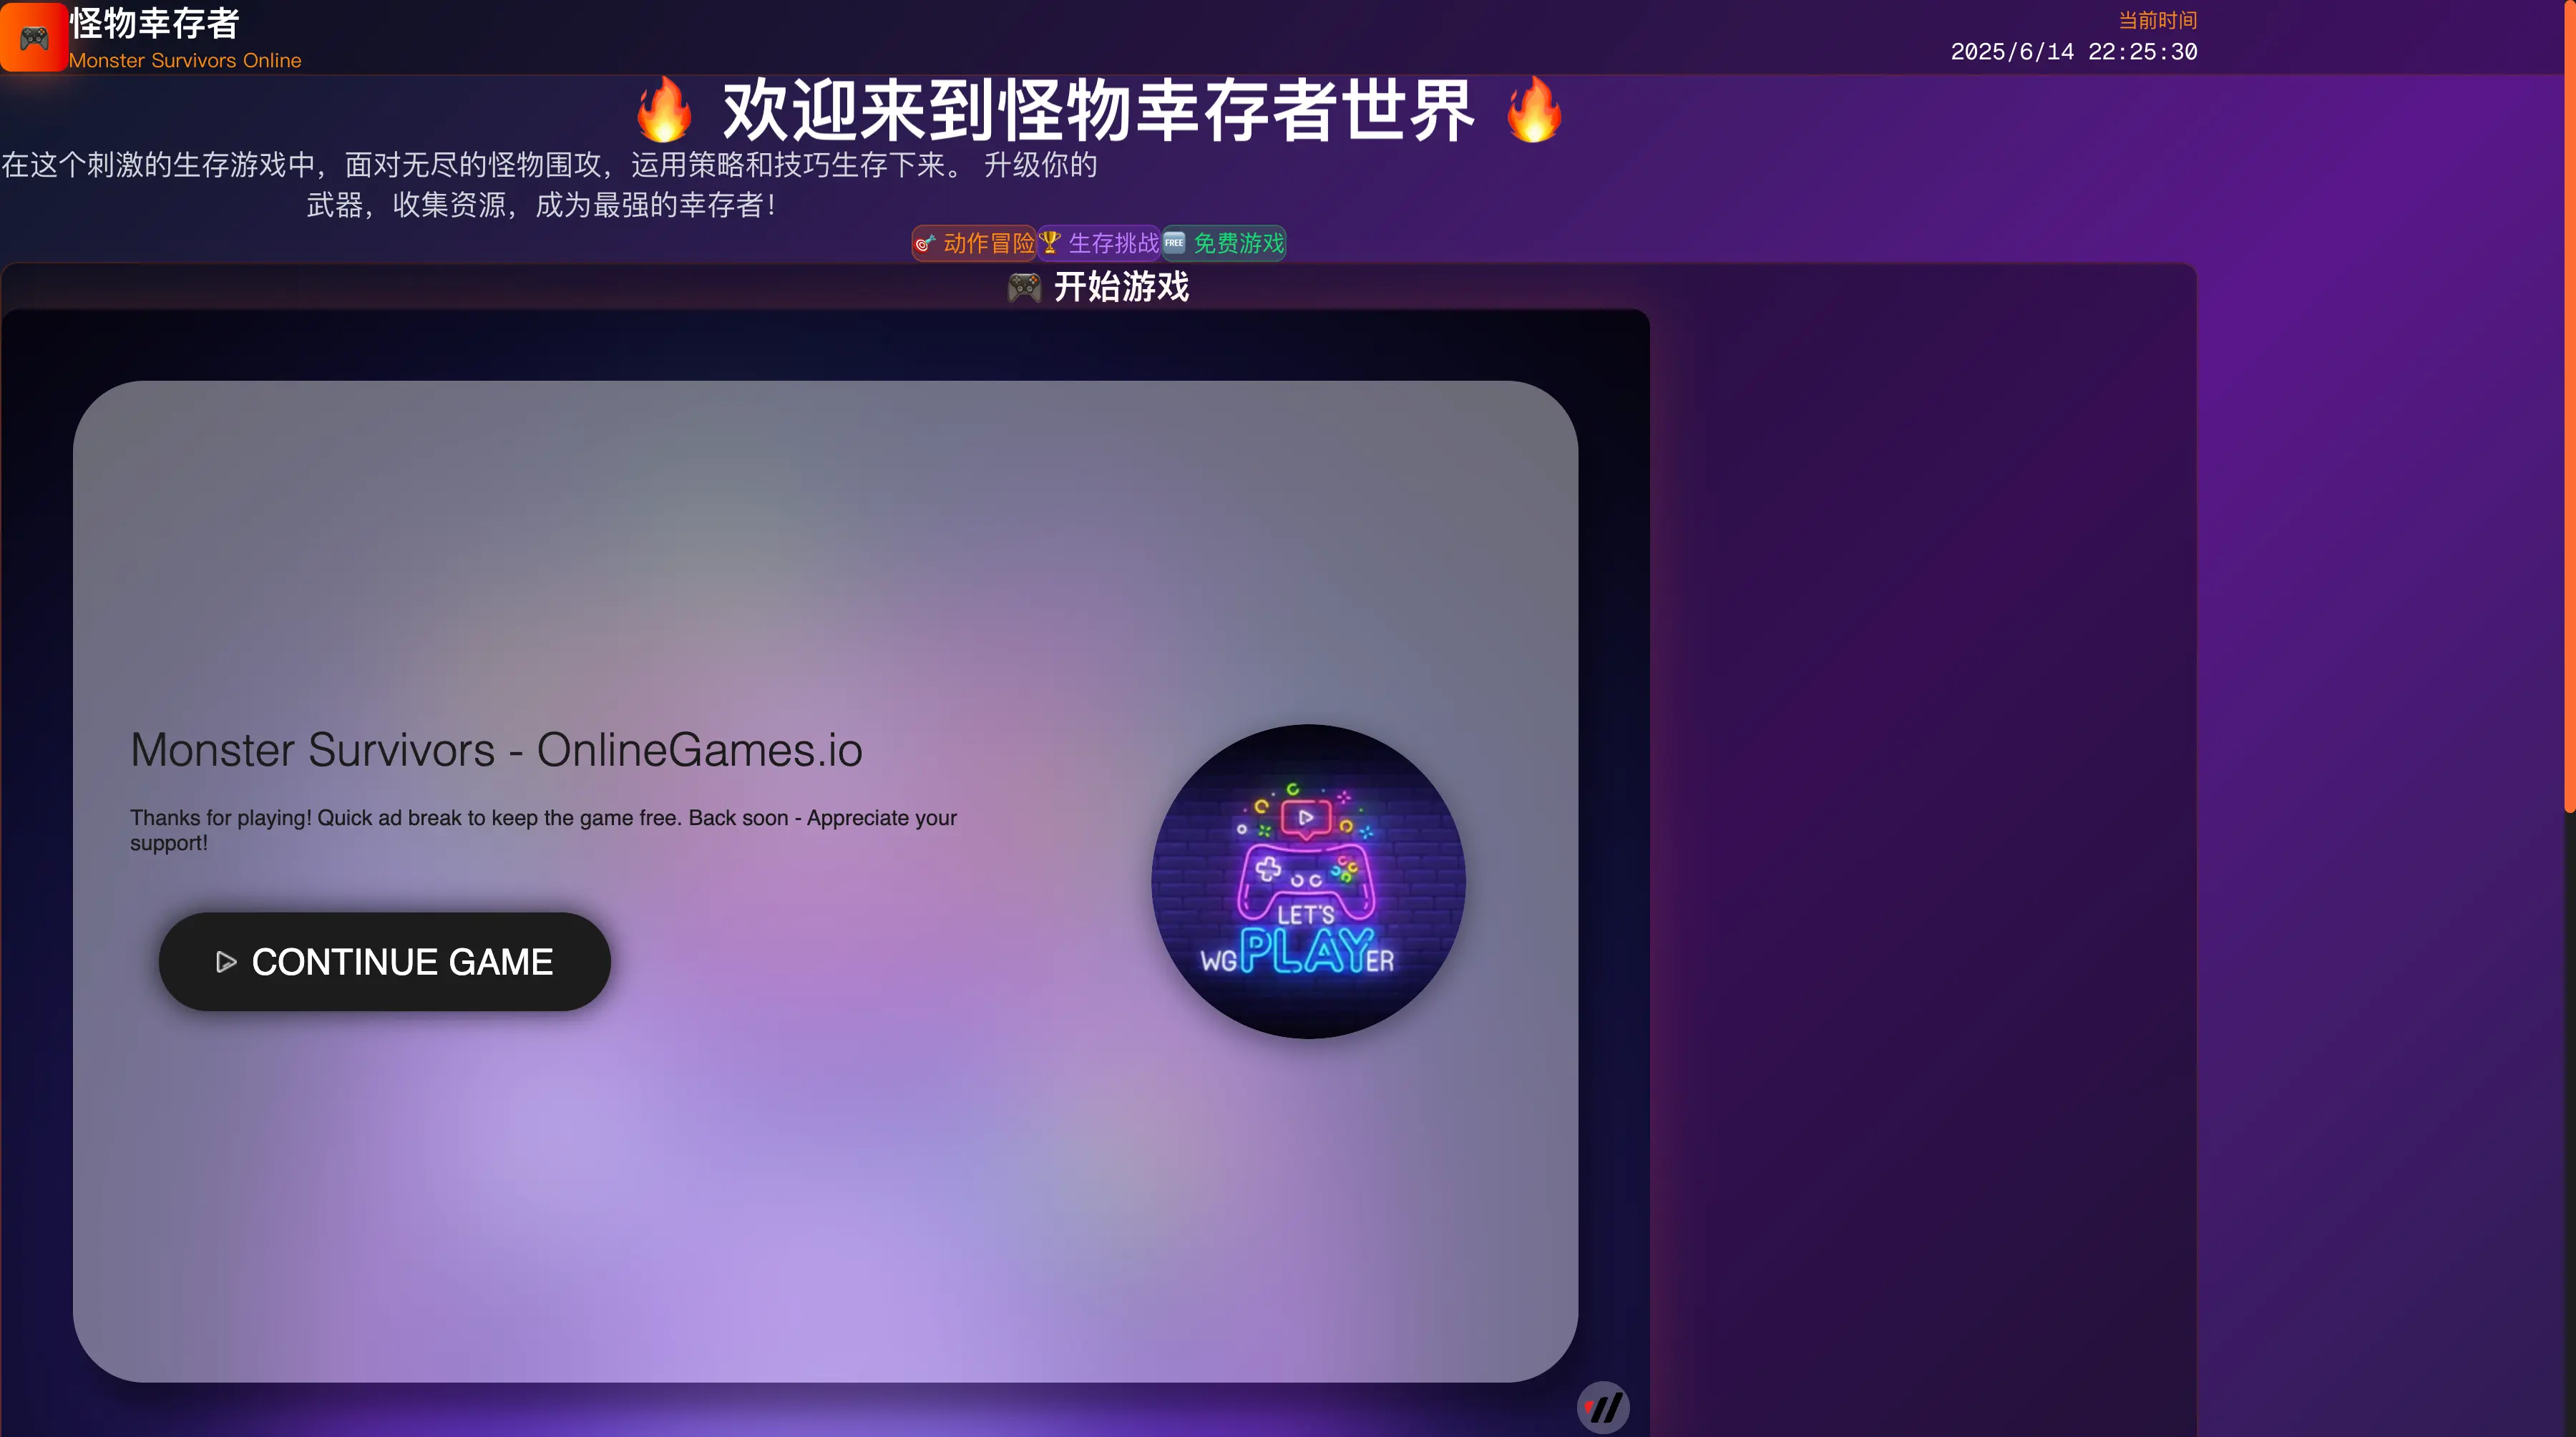 怪物幸存者
Monster Survivors Online
当前时间
2025/6/14 22:25:30
🔥 欢迎来到怪物幸存者世界 🔥
在这个刺激的生存游戏中，面对无尽的怪物围攻，运用策略和技巧生存下来。 升级你的
武器，收集资源，成为最强的幸存者！
🎯 动作冒险 🏆 生存挑战 🆓 免费游戏
🎮 开始游戏
Monster Survivors - OnlineGames.io
Thanks for playing! Quick ad break to keep the game free. Back soon - Appreciate your
support!
CONTINUE GAME
LET'S
WGPLAYER